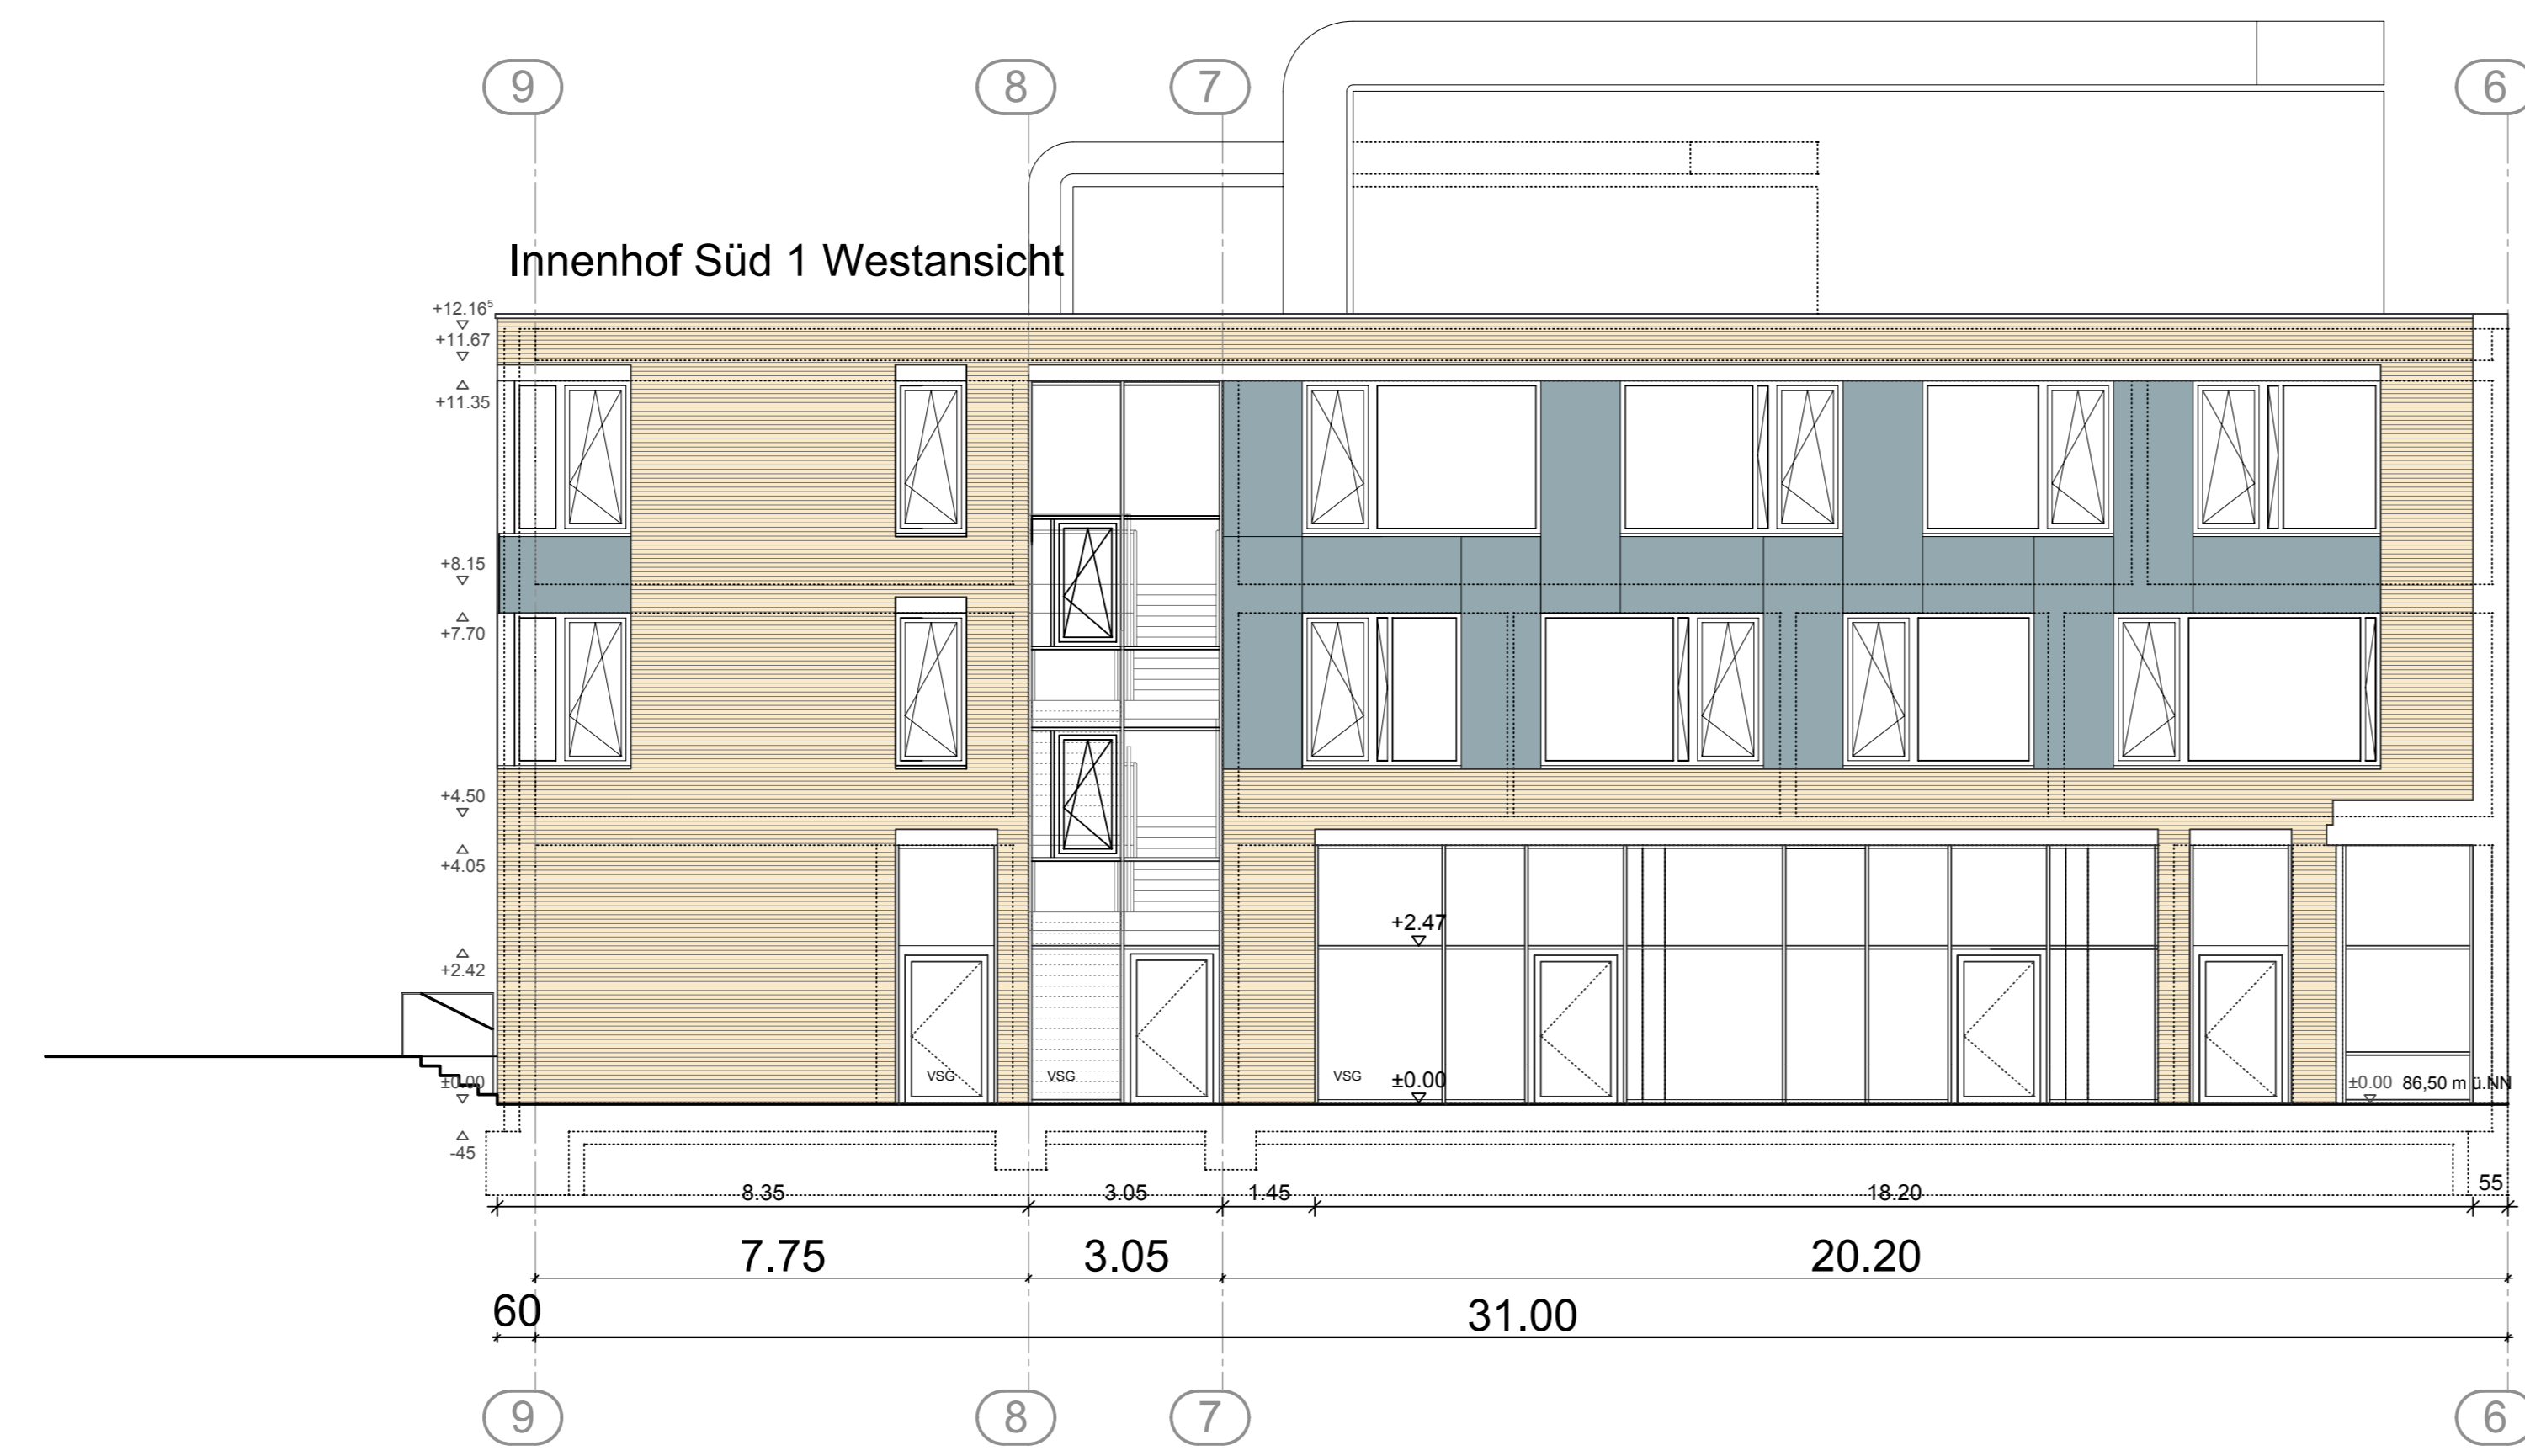 9 8 7 6
Innenhof Süd 1 Westansicht
+12.16⁵
+11.67
+11.35
+8.15
+7.70
+4.50
+4.05
+2.47
+2.42
VSG VSG VSG ±0.00
±0.00 ±0.00 86,50 m ü.NN
-45
8.35 3.05 1.45 18.20 55
7.75 3.05 20.20
60 31.00
9 8 7 6